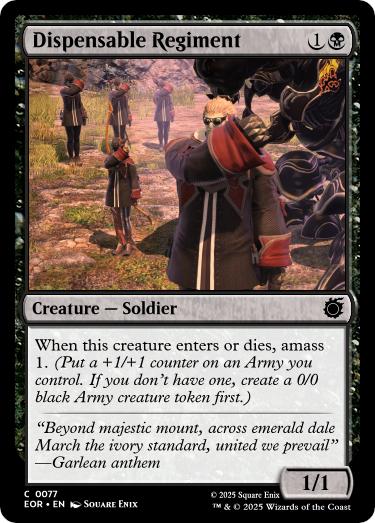 Dispensable Regiment 1
Creature — Soldier
When this creature enters or dies, amass
1. (Put a +1/+1 counter on an Army you
control. If you don't have one, create a 0/0
black Army creature token first.)
“Beyond majestic mount, across emerald dale
March the ivory standard, united we prevail”
—Garlean anthem
1/1
C 0077
EOR • EN Square Enix
© 2025 Square Enix
™ & © 2025 Wizards of the Coast